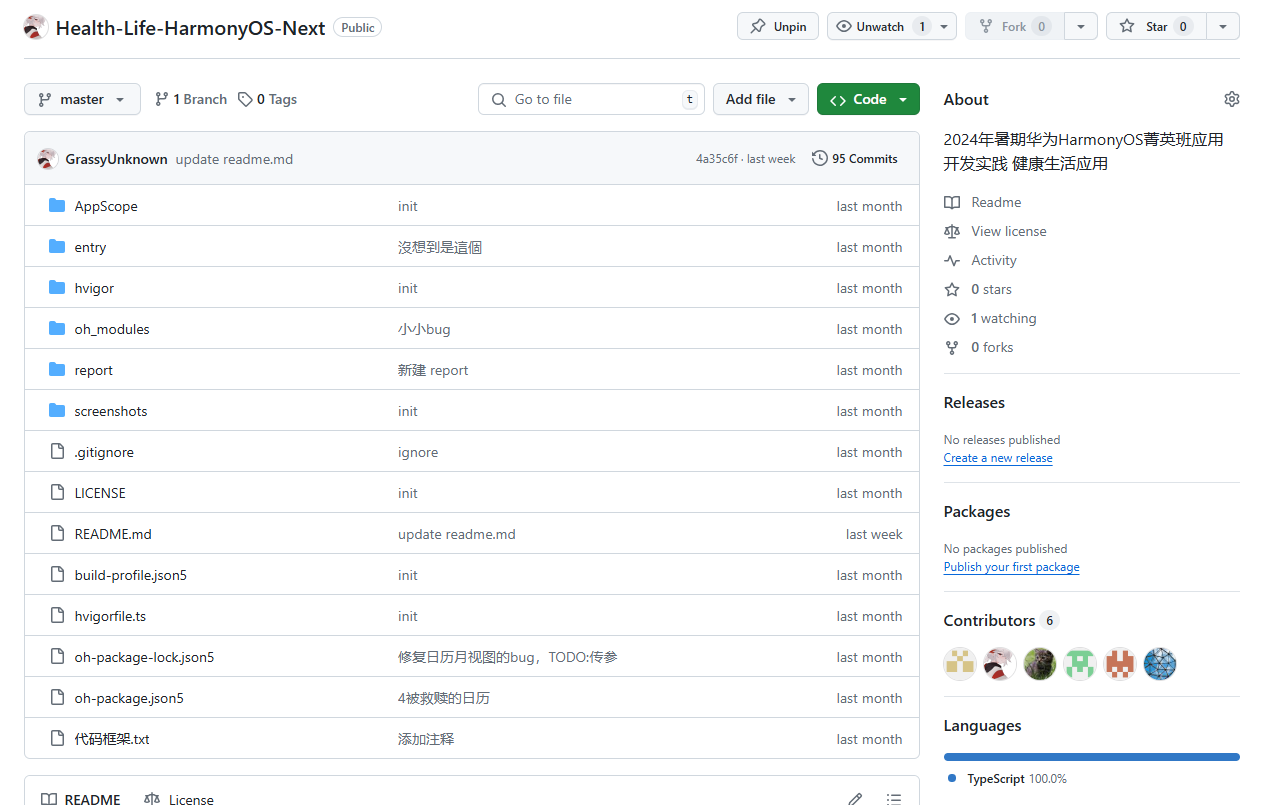 Health-Life-HarmonyOS-Next Public
Unpin Unwatch 1 Fork 0 Star 0
master 1 Branch 0 Tags Go to file t Add file Code
GrassyUnknown update readme.md 4a35c6f · last week 95 Commits
AppScope init last month
entry 沒想到是這個 last month
hvigor init last month
oh_modules 小小bug last month
report 新建 report last month
screenshots init last month
.gitignore ignore last month
LICENSE init last month
README.md update readme.md last week
build-profile.json5 init last month
hvigorfile.ts init last month
oh-package-lock.json5 修复日历月视图的bug，TODO:传参 last month
oh-package.json5 4被救赎的日历 last month
代码框架.txt 添加注释 last month
README License
About
2024年暑期华为HarmonyOS菁英班应用
开发实践 健康生活应用
Readme
View license
Activity
0 stars
1 watching
0 forks
Releases
No releases published
Create a new release
Packages
No packages published
Publish your first package
Contributors 6
Languages
TypeScript 100.0%